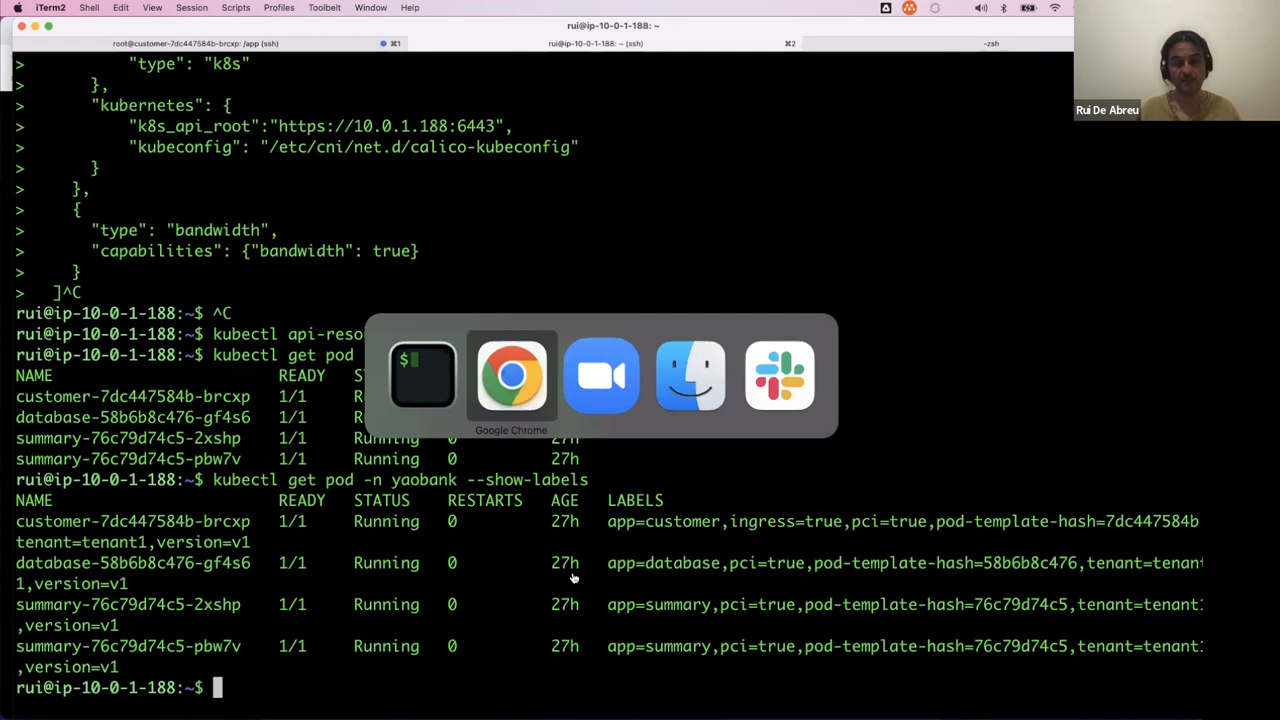 iTerm2 Shell Edit View Session Scripts Profiles Toolbelt Window Help
rui@ip-10-0-1-188: ~
root@customer-7dc447584b-brcxp: /app (ssh) ⌘1 rui@ip-10-0-1-188: ~ (ssh) ⌘2 -zsh
> "type": "k8s"
> },
> "kubernetes": {
> "k8s_api_root":"https://10.0.1.188:6443",
> "kubeconfig": "/etc/cni/net.d/calico-kubeconfig"
> }
> },
> {
> "type": "bandwidth",
> "capabilities": {"bandwidth": true}
> }
> ]^C
rui@ip-10-0-1-188:~$ ^C
rui@ip-10-0-1-188:~$ kubectl api-reso
rui@ip-10-0-1-188:~$ kubectl get pod
NAME READY S
customer-7dc447584b-brcxp 1/1 R
database-58b6b8c476-gf4s6 1/1 R
summary-76c79d74c5-2xshp 1/1 Running 0 27h
summary-76c79d74c5-pbw7v 1/1 Running 0 27h
rui@ip-10-0-1-188:~$ kubectl get pod -n yaobank --show-labels
NAME READY STATUS RESTARTS AGE LABELS
customer-7dc447584b-brcxp 1/1 Running 0 27h app=customer,ingress=true,pci=true,pod-template-hash=7dc447584b
tenant=tenant1,version=v1
database-58b6b8c476-gf4s6 1/1 Running 0 27h app=database,pci=true,pod-template-hash=58b6b8c476,tenant=tenant
1,version=v1
summary-76c79d74c5-2xshp 1/1 Running 0 27h app=summary,pci=true,pod-template-hash=76c79d74c5,tenant=tenant1
,version=v1
summary-76c79d74c5-pbw7v 1/1 Running 0 27h app=summary,pci=true,pod-template-hash=76c79d74c5,tenant=tenant1
,version=v1
rui@ip-10-0-1-188:~$
$
Google Chrome
Rui De Abreu